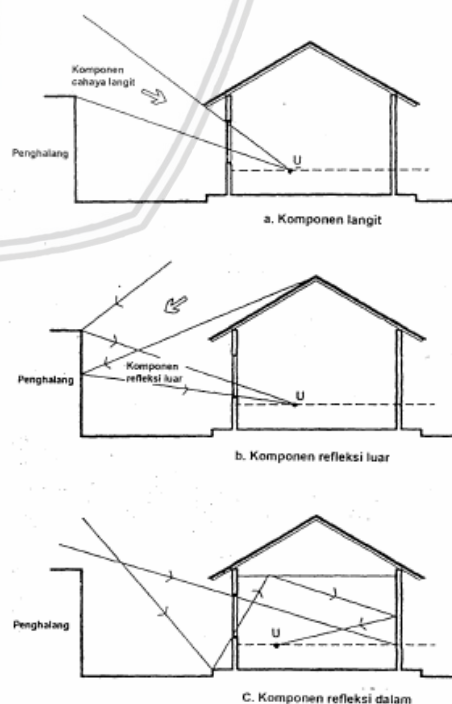 Komponen
cahaya langit
Penghalang
U
a. Komponen langit
Komponen
refleksi luar
Penghalang
U
b. Komponen refleksi luar
Penghalang
U
C. Komponen refleksi dalam